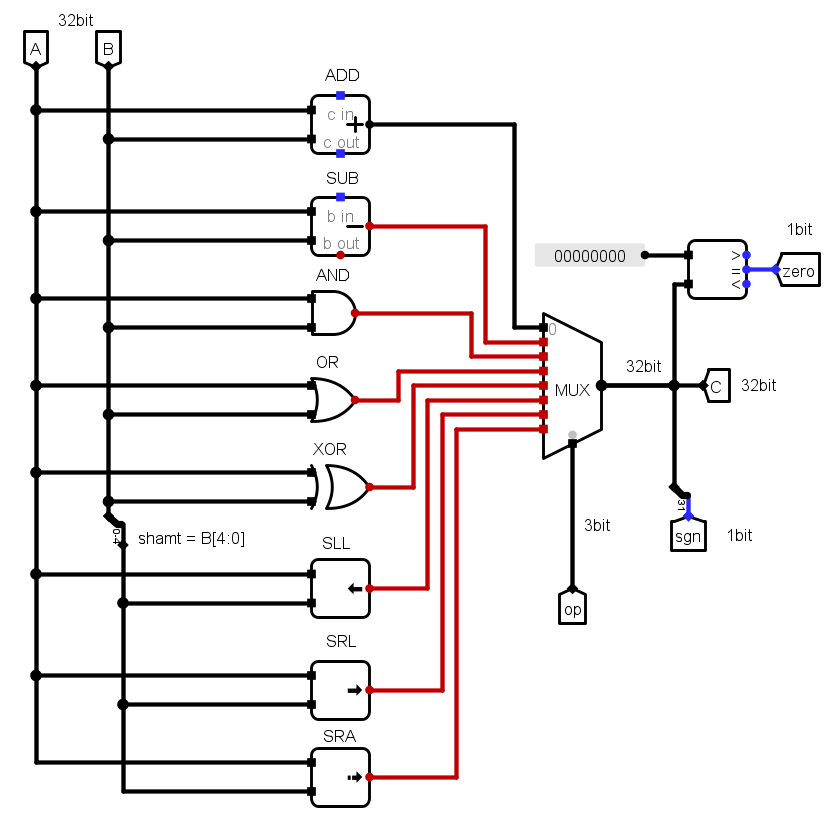 32bit
A
B
ADD
c in
c out
SUB
b in
b out
1bit
00000000
>
=
<
zero
AND
0
OR
MUX
32bit
C
32bit
XOR
31
0-4
shamt = B[4:0]
3bit
sgn
1bit
SLL
op
SRL
SRA